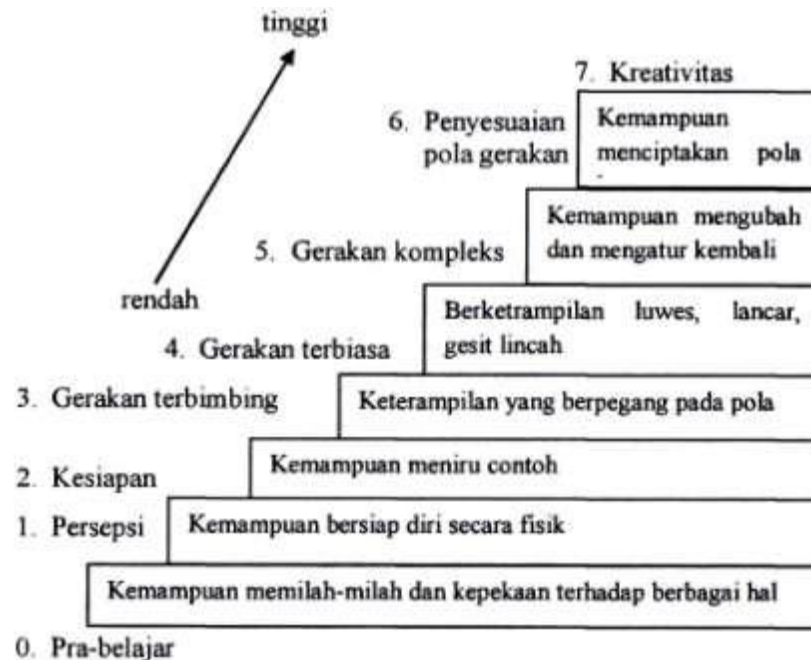 tinggi
7. Kreativitas
6. Penyesuaian
pola gerakan
Kemampuan
menciptakan pola
Kemampuan mengubah
dan mengatur kembali
5. Gerakan kompleks
rendah
Berketrampilan luwes, lancar,
gesit lincah
4. Gerakan terbiasa
3. Gerakan terbimbing
Keterampilan yang berpegang pada pola
Kemampuan meniru contoh
2. Kesiapan
1. Persepsi
Kemampuan bersiap diri secara fisik
Kemampuan memilah-milah dan kepekaan terhadap berbagai hal
0. Pra-belajar